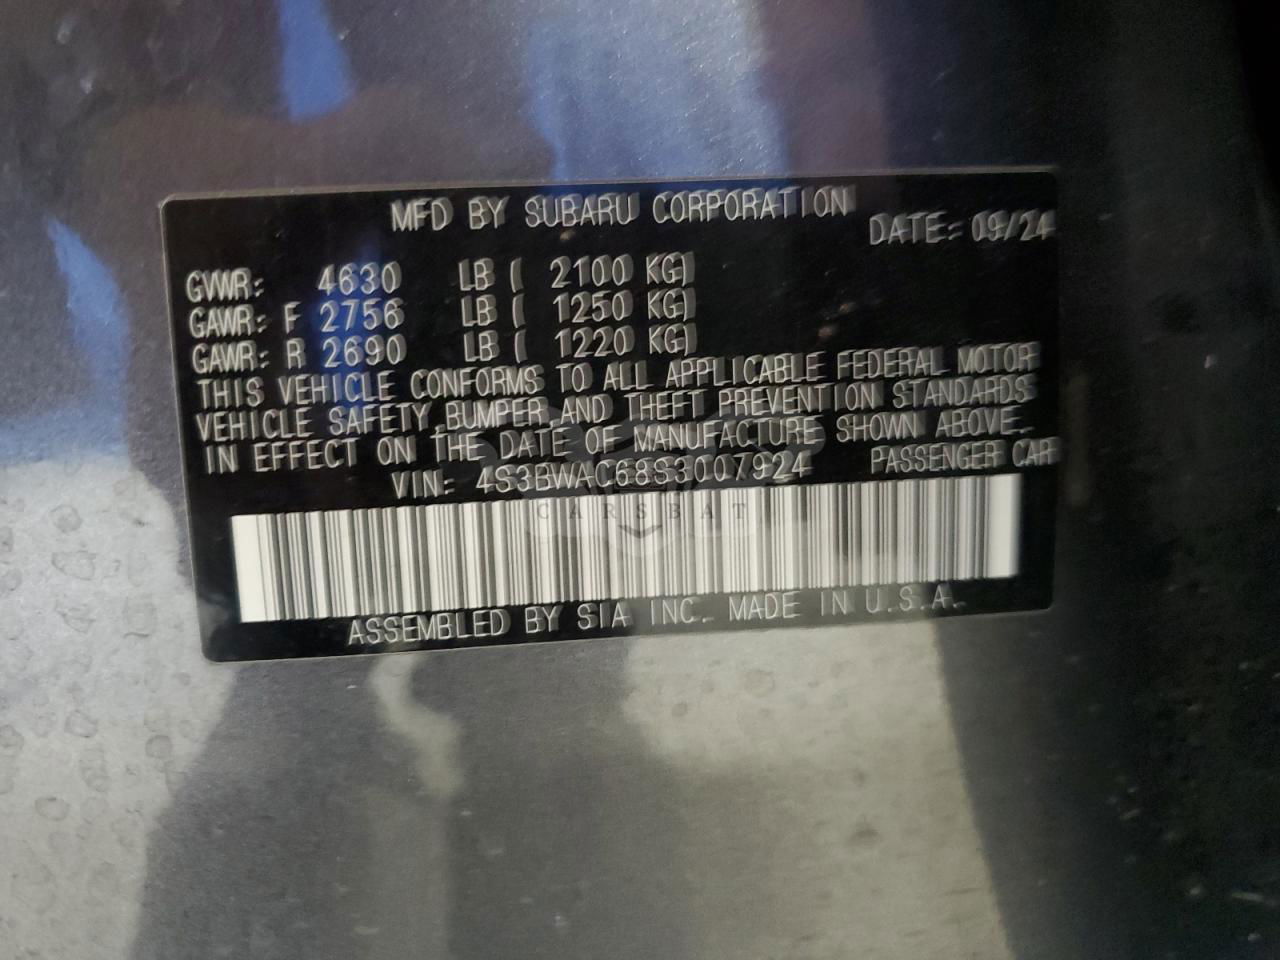 MFD BY SUBARU CORPORATION
DATE: 09/24
GVWR: 4630 LB ( 2100 KG)
GAWR: F 2756 LB ( 1250 KG)
GAWR: R 2690 LB ( 1220 KG)
THIS VEHICLE CONFORMS TO ALL APPLICABLE FEDERAL MOTOR
VEHICLE SAFETY,BUMPER,AND THEFT PREVENTION STANDARDS
IN EFFECT ON THE DATE OF MANUFACTURE SHOWN ABOVE.
VIN: 4S3BWAC68S3007924 PASSENGER CAR
CARSBAT
ASSEMBLED BY SIA INC. MADE IN U.S.A.